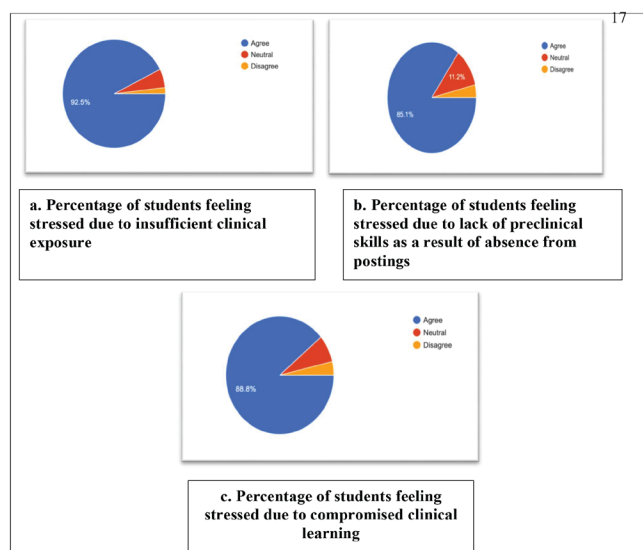 17
Agree
Neutral
Disagree
92.5%
Agree
Neutral
Disagree
11.2%
85.1%
a. Percentage of students feeling
stressed due to insufficient clinical
exposure
b. Percentage of students feeling
stressed due to lack of preclinical
skills as a result of absence from
postings
Agree
Neutral
Disagree
88.8%
c. Percentage of students feeling
stressed due to compromised clinical
learning